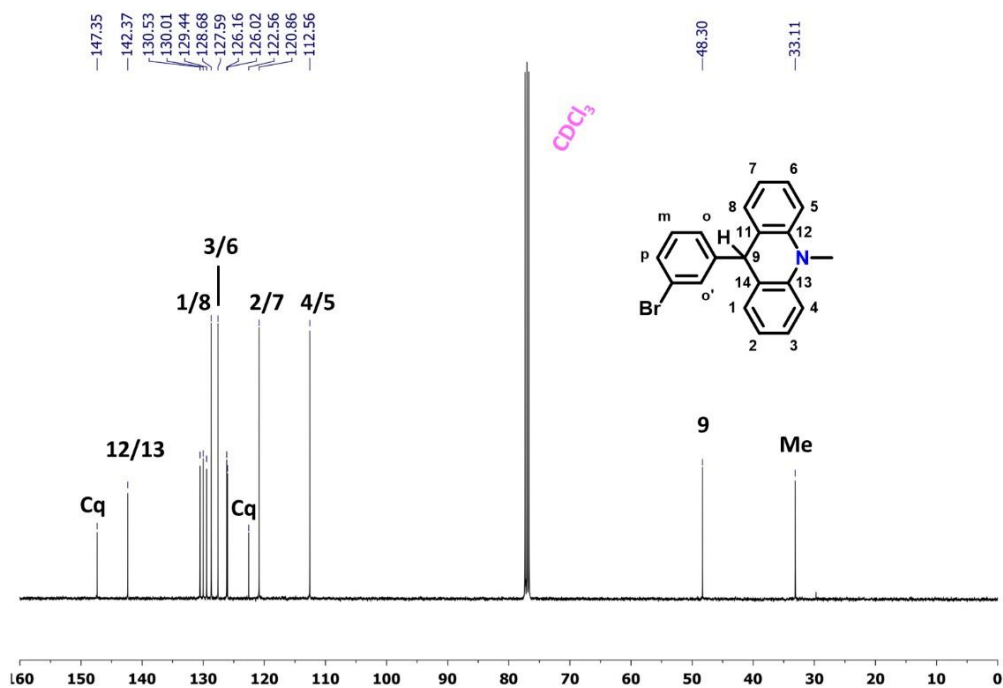 —147.35
—142.37
130.53
130.01
129.44
128.68
127.59
126.16
126.02
122.56
120.86
—112.56
—48.30
—33.11
CDCl3
7 6
8 5
m o
11 12
H
p 9 N
o' 14 13
Br 1 4
2 3
3/6
1/8 2/7 4/5
12/13
Cq Cq
9
Me
160 150 140 130 120 110 100 90 80 70 60 50 40 30 20 10 0